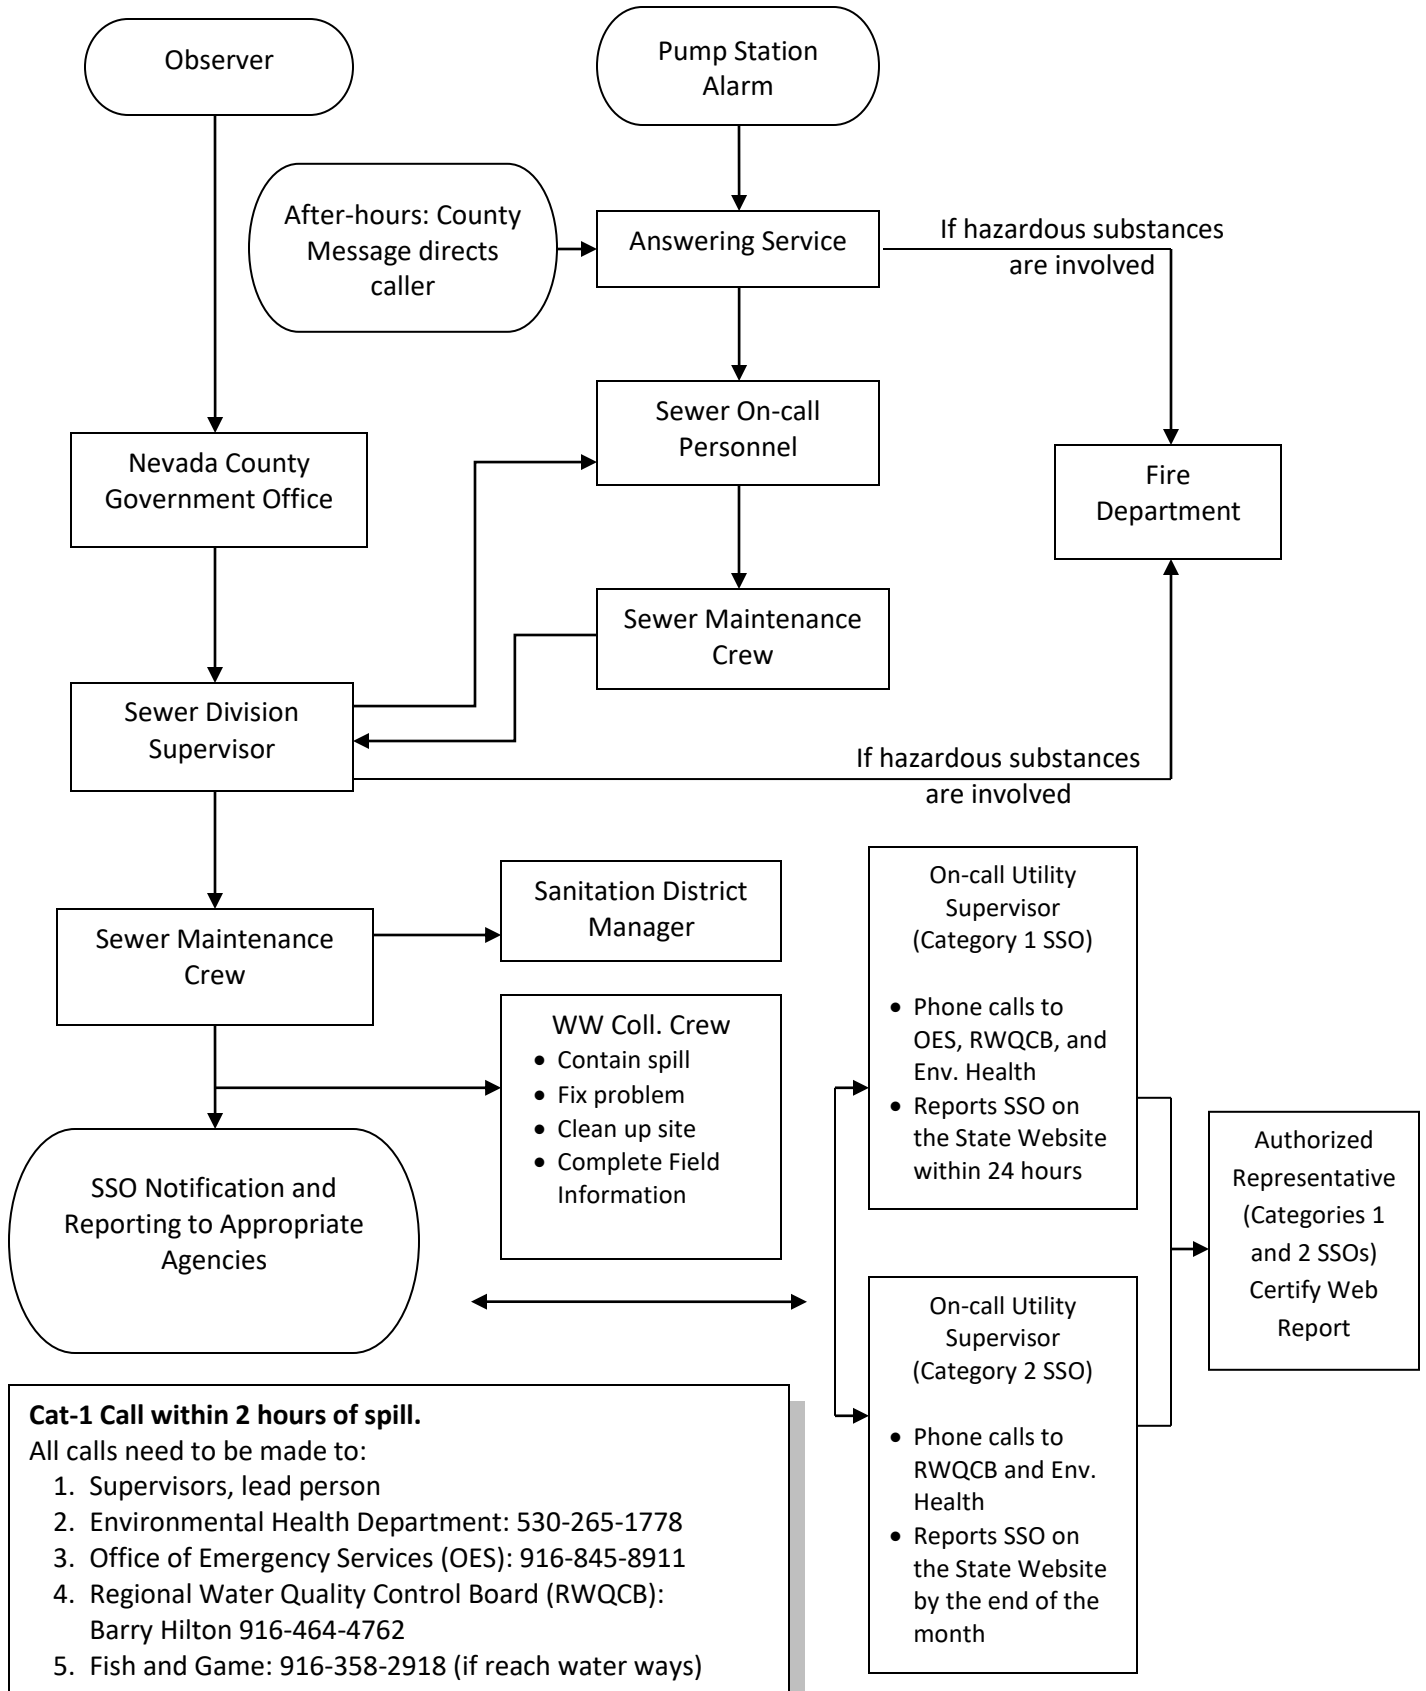 Observer
Pump Station
Alarm
After-hours: County
Message directs
caller
Answering Service
If hazardous substances
are involved
Sewer On-call
Personnel
Nevada County
Government Office
Fire
Department
Sewer Maintenance
Crew
Sewer Division
Supervisor
If hazardous substances
are involved
Sanitation District
Manager
Sewer Maintenance
Crew
WW Coll. Crew
• Contain spill
• Fix problem
• Clean up site
• Complete Field
Information
SSO Notification and
Reporting to Appropriate
Agencies
On-call Utility
Supervisor
(Category 1 SSO)
• Phone calls to
OES, RWQCB, and
Env. Health
• Reports SSO on
the State Website
within 24 hours
Authorized
Representative
(Categories 1
and 2 SSOs)
Certify Web
Report
On-call Utility
Supervisor
(Category 2 SSO)
• Phone calls to
RWQCB and Env.
Health
• Reports SSO on
the State Website
by the end of the
month
Cat-1 Call within 2 hours of spill.
All calls need to be made to:
1. Supervisors, lead person
2. Environmental Health Department: 530-265-1778
3. Office of Emergency Services (OES): 916-845-8911
4. Regional Water Quality Control Board (RWQCB):
Barry Hilton 916-464-4762
5. Fish and Game: 916-358-2918 (if reach water ways)